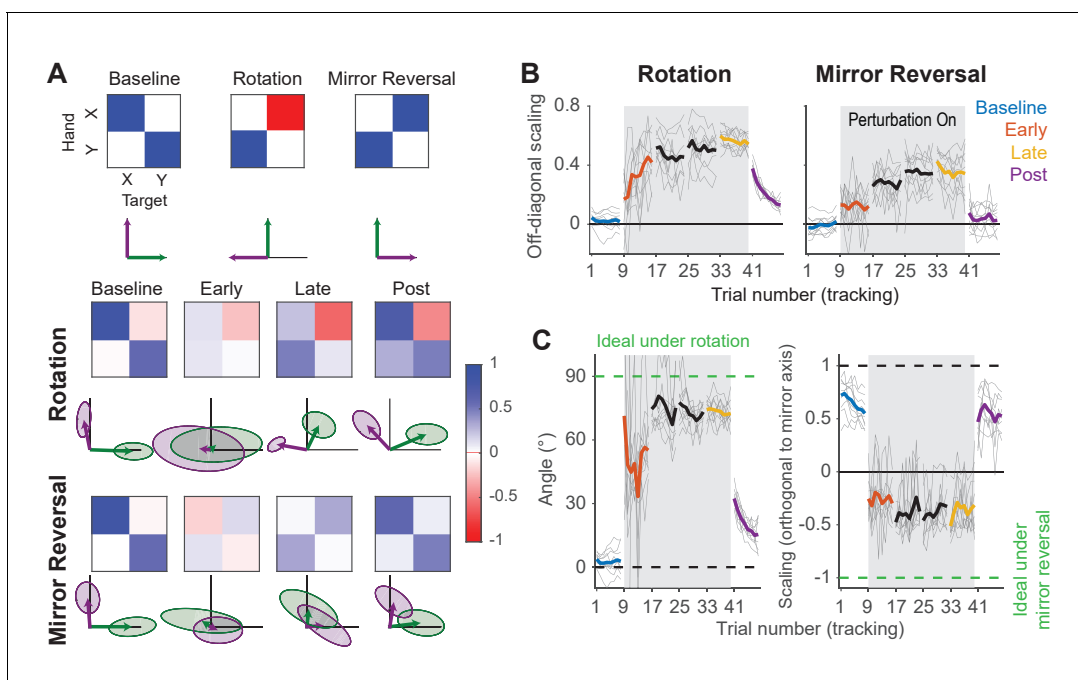 A
Baseline
Rotation
Mirror Reversal
Hand
X
Y
X Y
Target
Baseline Early Late Post
Rotation
Mirror Reversal
1
0.5
0
-0.5
-1
B
Rotation
Mirror Reversal
Off-diagonal scaling
0.8
0.4
0
Perturbation On
Baseline
Early
Late
Post
1 9 17 25 33 41
1 9 17 25 33 41
Trial number (tracking)
C
Ideal under rotation
Angle (°)
90
60
30
0
1 9 17 25 33 41
Scaling (orthogonal to mirror axis)
1
0.5
0
-0.5
-1
1 9 17 25 33 41
Ideal under
mirror reversal
Trial number (tracking)